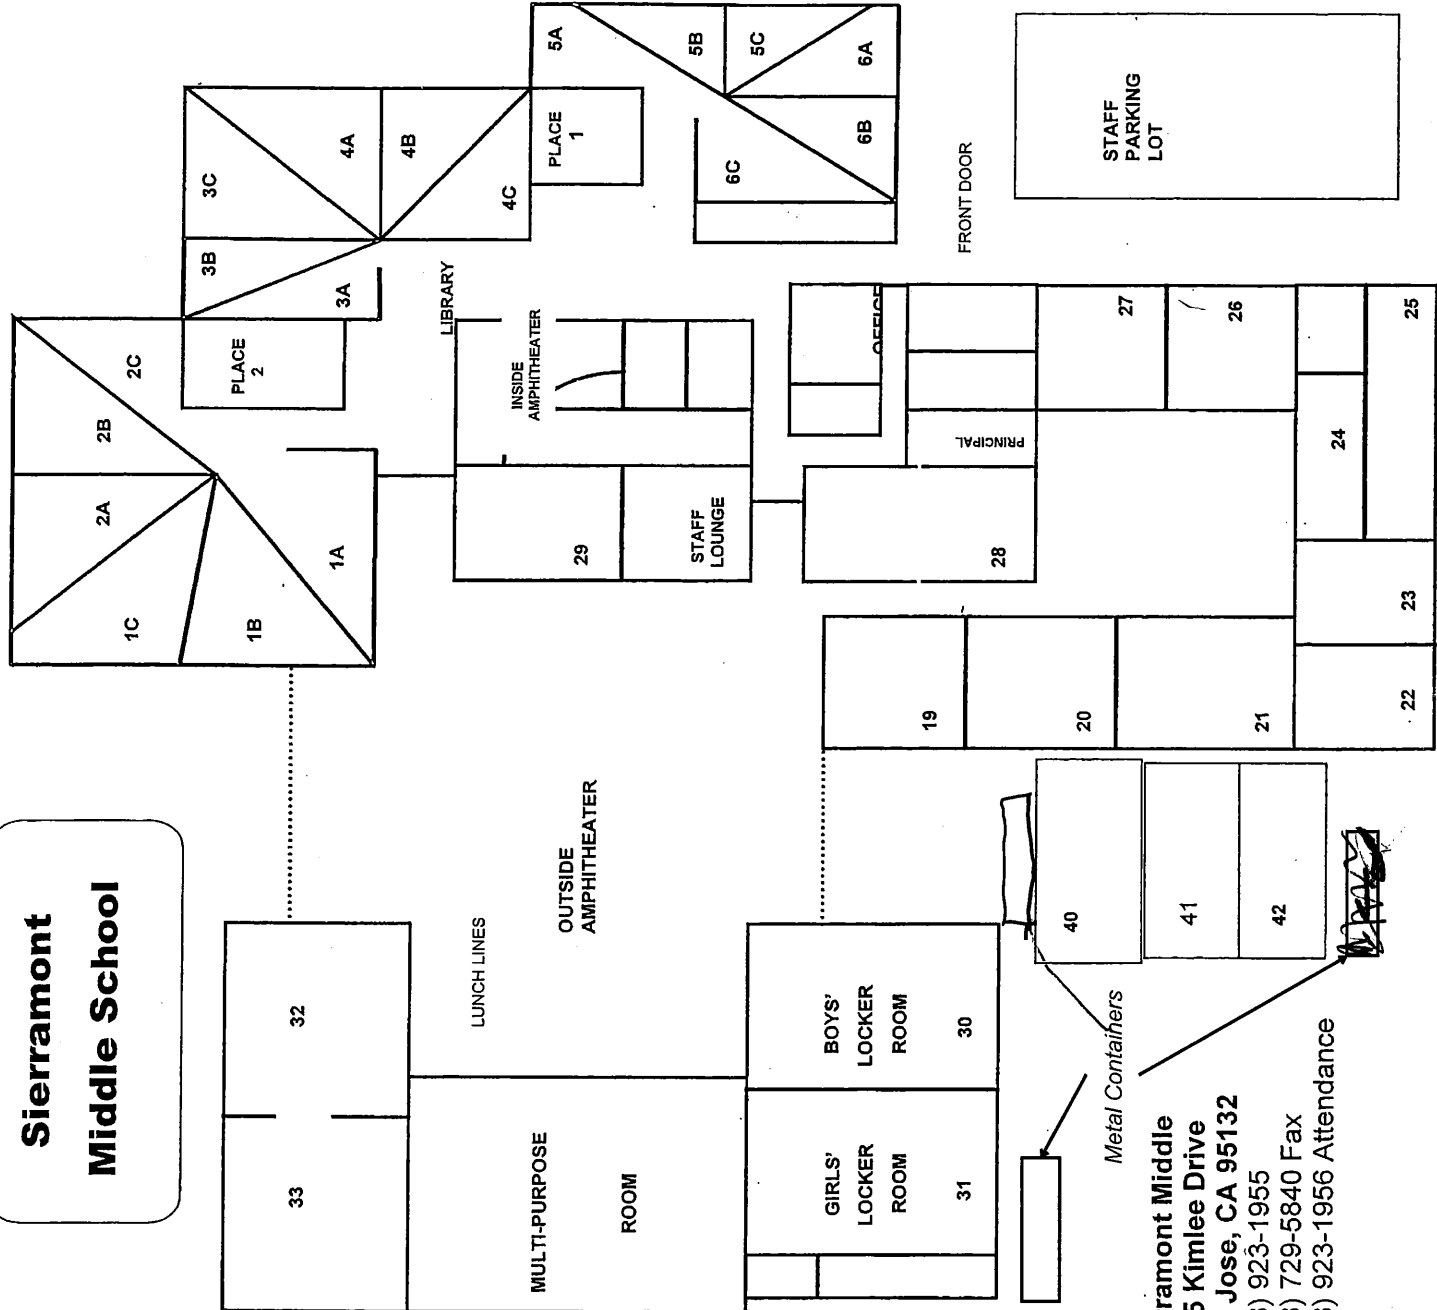 Sierramont
Middle School
33
32
MULTI-PURPOSE
ROOM
LUNCH LINES
OUTSIDE
AMPHITHEATER
GIRLS'
LOCKER
ROOM
31
BOYS'
LOCKER
ROOM
30
1C
1B
1A
2A
2B
2C
PLACE
2
3A
3B
3C
4A
4B
4C
PLACE
1
5A
5B
5C
6A
6B
6C
LIBRARY
INSIDE
AMPHITHEATER
29
STAFF
LOUNGE
OFFICE
PRINCIPAL
28
FRONT DOOR
STAFF
PARKING
LOT
27
26
25
24
23
22
21
20
19
40
41
42
Metal Containers
ramont Middle
5 Kimlee Drive
Jose, CA 95132
) 923-1955
) 729-5840 Fax
) 923-1956 Attendance